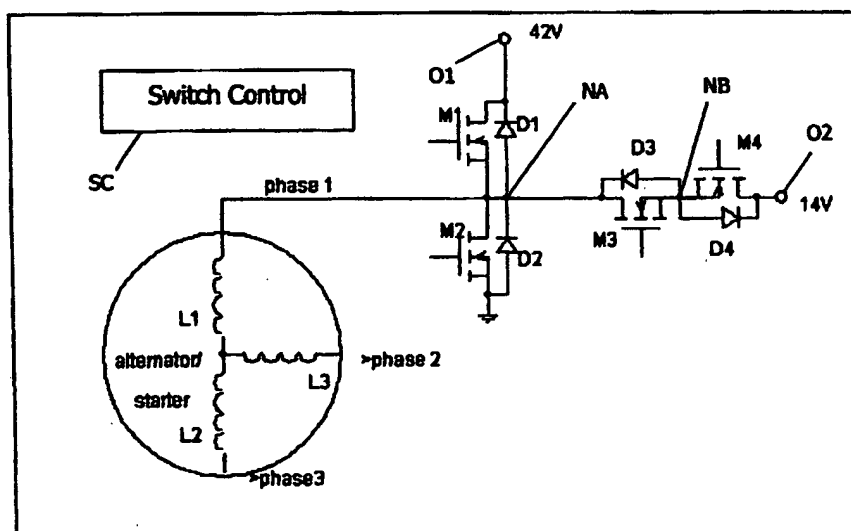 42V
O1
Switch Control
NA
NB
M1
D1
O2
D3
M4
SC
phase 1
14V
M2
D2
M3
D4
L1
alternator/
starter
L3
>phase 2
L2
>phase3